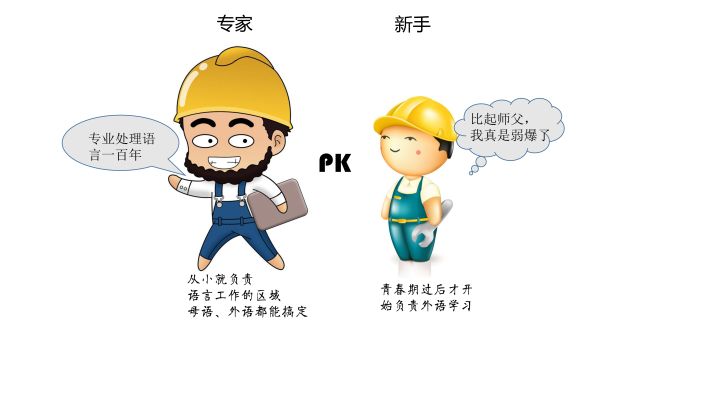 专家
新手
专业处理语
言一百年
PK
比起师父，
我真是弱爆了
从小就负责
语言工作的区域
母语、外语都能搞定
青春期过后才开
始负责外语学习